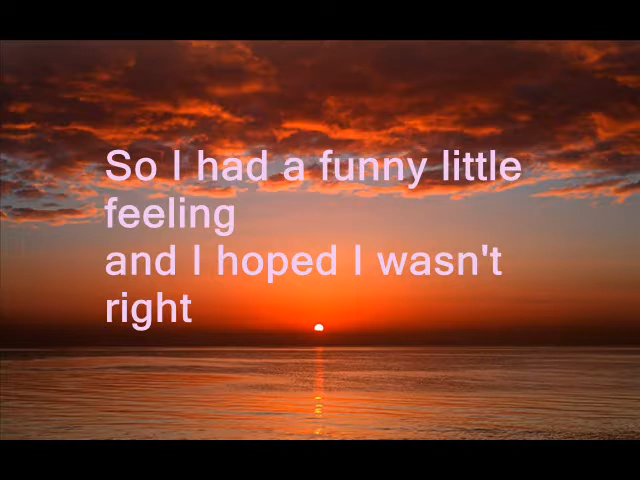 So I had a funny little
feeling
and I hoped I wasn't
right